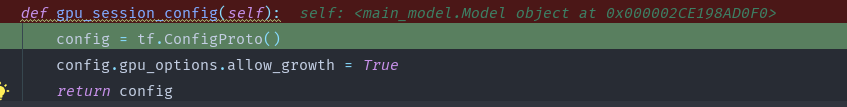 def gpu_session_config(self):   self: <main_model.Model object at 0x000002CE198AD0F0>
    config = tf.ConfigProto()
    config.gpu_options.allow_growth = True
    return config